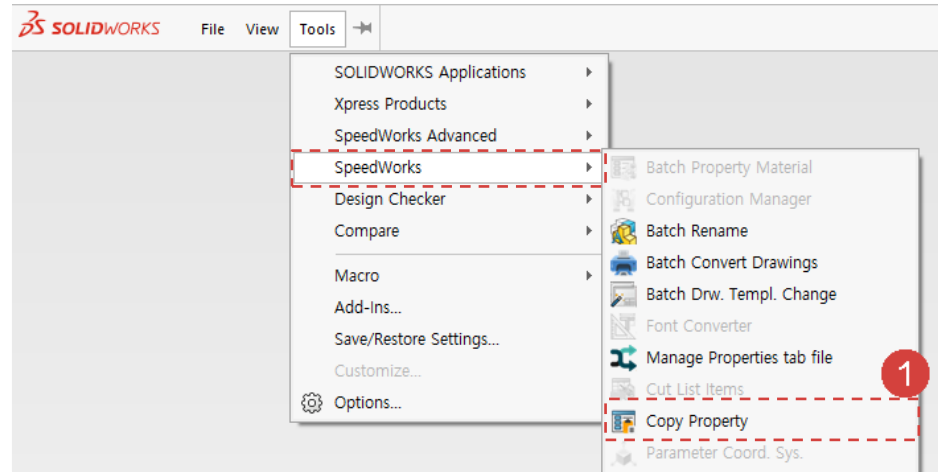 SOLIDWORKS File View Tools
SOLIDWORKS Applications
Xpress Products
SpeedWorks Advanced
SpeedWorks
Design Checker
Compare
Macro
Add-Ins...
Save/Restore Settings...
Customize...
Options...
Batch Property Material
Configuration Manager
Batch Rename
Batch Convert Drawings
Batch Drw. Templ. Change
Font Converter
Manage Properties tab file
1
Cut List Items
Copy Property
Parameter Coord. Sys.